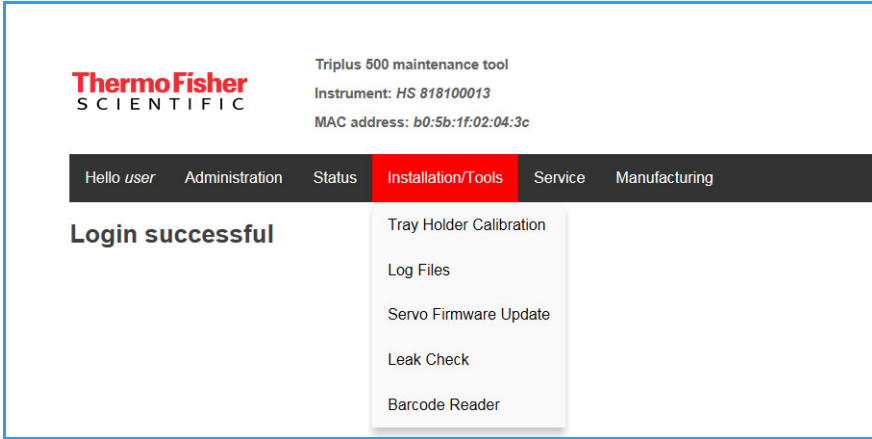 ThermoFisher
SCIENTIFIC
Triplus 500 maintenance tool
Instrument: HS 818100013
MAC address: b0:5b:1f:02:04:3c
Hello user Administration Status Installation/Tools Service Manufacturing
Login successful
Tray Holder Calibration
Log Files
Servo Firmware Update
Leak Check
Barcode Reader